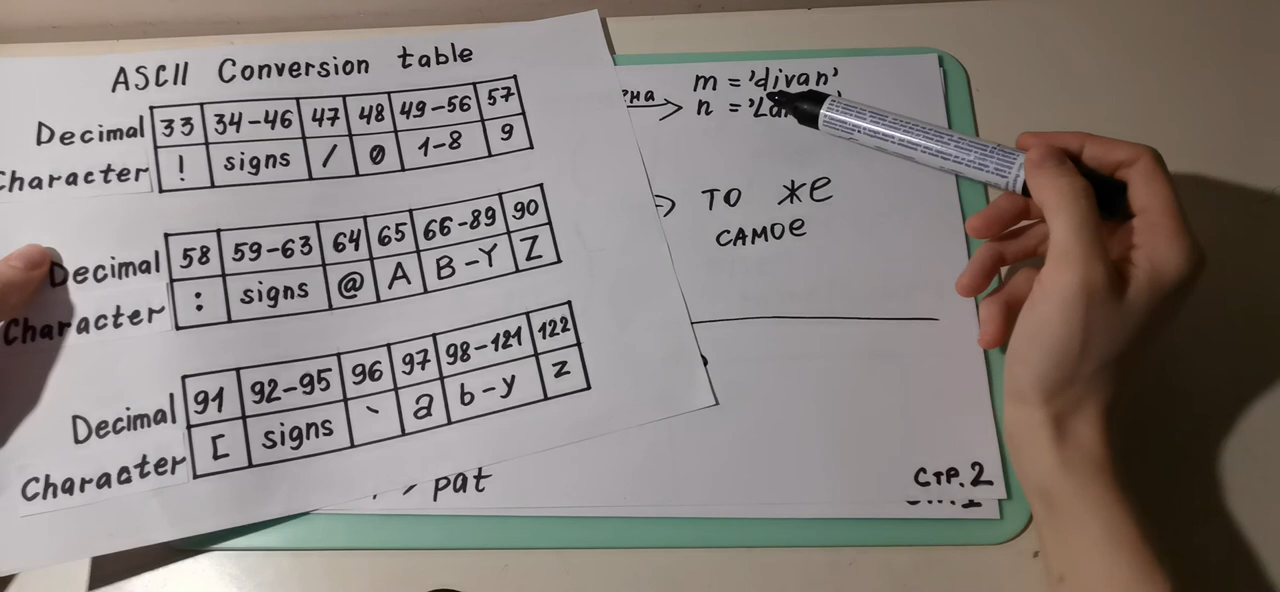 ASCII Conversion table
Decimal 33 34-46 47 48 49-56 57
Character ! signs / 0 1-8 9
Decimal 58 59-63 64 65 66-89 90
Character : signs @ A B-Y Z
Decimal 91 92-95 96 97 98-121 122
Character [ signs ` a b-y z
m = 'divan'
n =
ТО ЖЕ
САМОЕ
pat
СТР.2